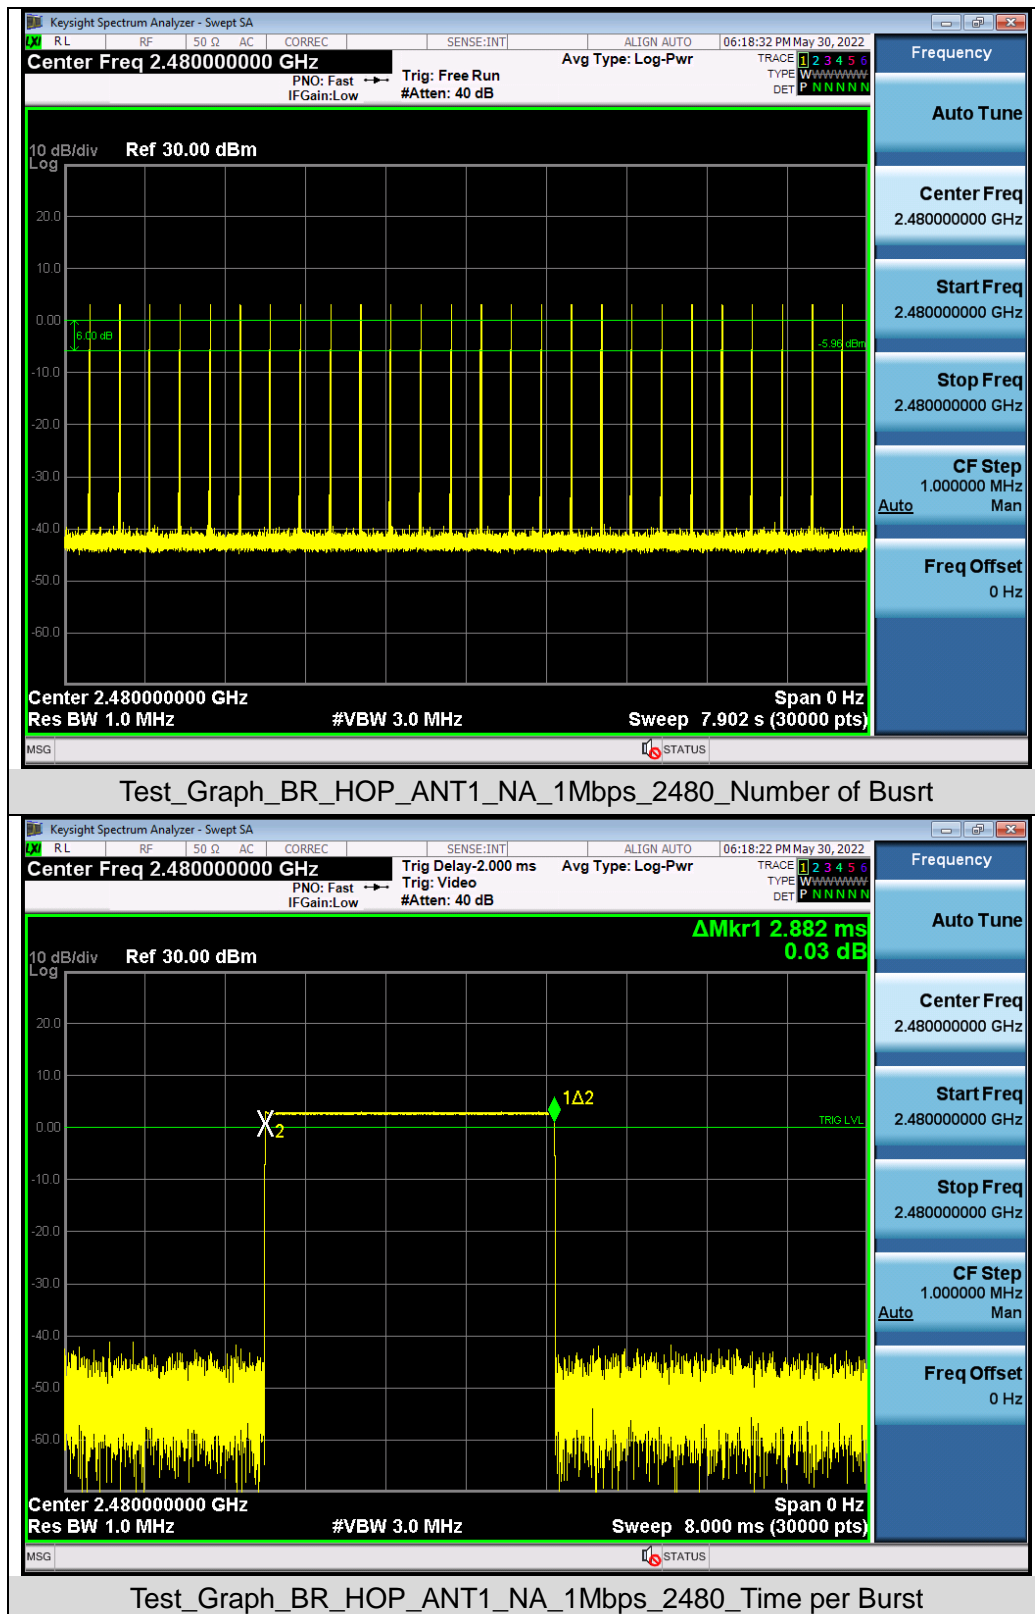 Keysight Spectrum Analyzer - Swept SA
LXI RL RF 50 Ω AC CORREC SENSE:INT ALIGN AUTO 06:18:32 PM May 30, 2022
Center Freq 2.480000000 GHz Avg Type: Log-Pwr TRACE 1 2 3 4 5 6
PNO: Fast Trig: Free Run TYPE WWWWWW
IFGain:Low #Atten: 40 dB DET P N N N N N
Frequency
Auto Tune
Center Freq
2.480000000 GHz
Start Freq
2.480000000 GHz
Stop Freq
2.480000000 GHz
CF Step
1.000000 MHz
Auto Man
Freq Offset
0 Hz
10 dB/div Ref 30.00 dBm
Log
20.0
10.0
0.00
6.00 dB
-5.96 dBm
-10.0
-20.0
-30.0
-40.0
-50.0
-60.0
Center 2.480000000 GHz Span 0 Hz
Res BW 1.0 MHz #VBW 3.0 MHz Sweep 7.902 s (30000 pts)
MSG STATUS
Test_Graph_BR_HOP_ANT1_NA_1Mbps_2480_Number of Busrt
Keysight Spectrum Analyzer - Swept SA
LXI RL RF 50 Ω AC CORREC SENSE:INT ALIGN AUTO 06:18:22 PM May 30, 2022
Center Freq 2.480000000 GHz Trig Delay-2.000 ms Avg Type: Log-Pwr TRACE 1 2 3 4 5 6
PNO: Fast Trig: Video TYPE WWWWWW
IFGain:Low #Atten: 40 dB DET P N N N N N
Frequency
Auto Tune
Center Freq
2.480000000 GHz
Start Freq
2.480000000 GHz
Stop Freq
2.480000000 GHz
CF Step
1.000000 MHz
Auto Man
Freq Offset
0 Hz
ΔMkr1 2.882 ms
0.03 dB
10 dB/div Ref 30.00 dBm
Log
20.0
10.0
1Δ2
0.00
X2
TRIG LVL
-10.0
-20.0
-30.0
-40.0
-50.0
-60.0
Center 2.480000000 GHz Span 0 Hz
Res BW 1.0 MHz #VBW 3.0 MHz Sweep 8.000 ms (30000 pts)
MSG STATUS
Test_Graph_BR_HOP_ANT1_NA_1Mbps_2480_Time per Burst